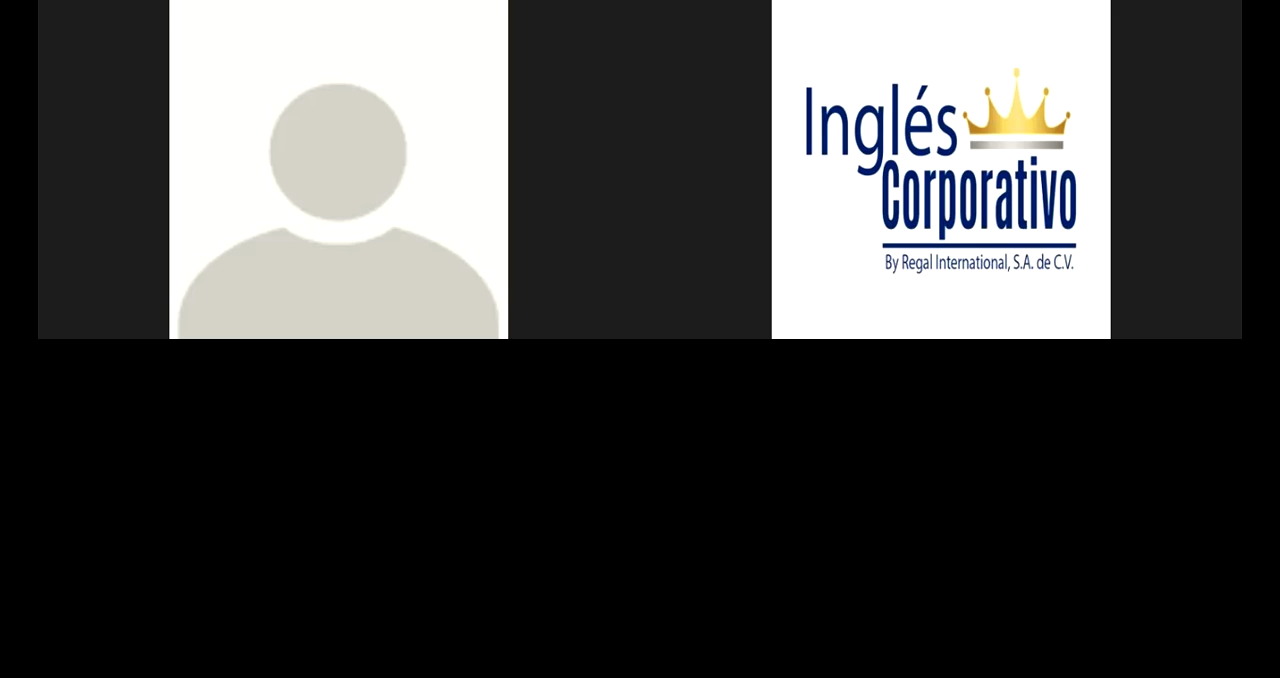 Inglés
Corporativo
By Regal International, S.A. de C.V.